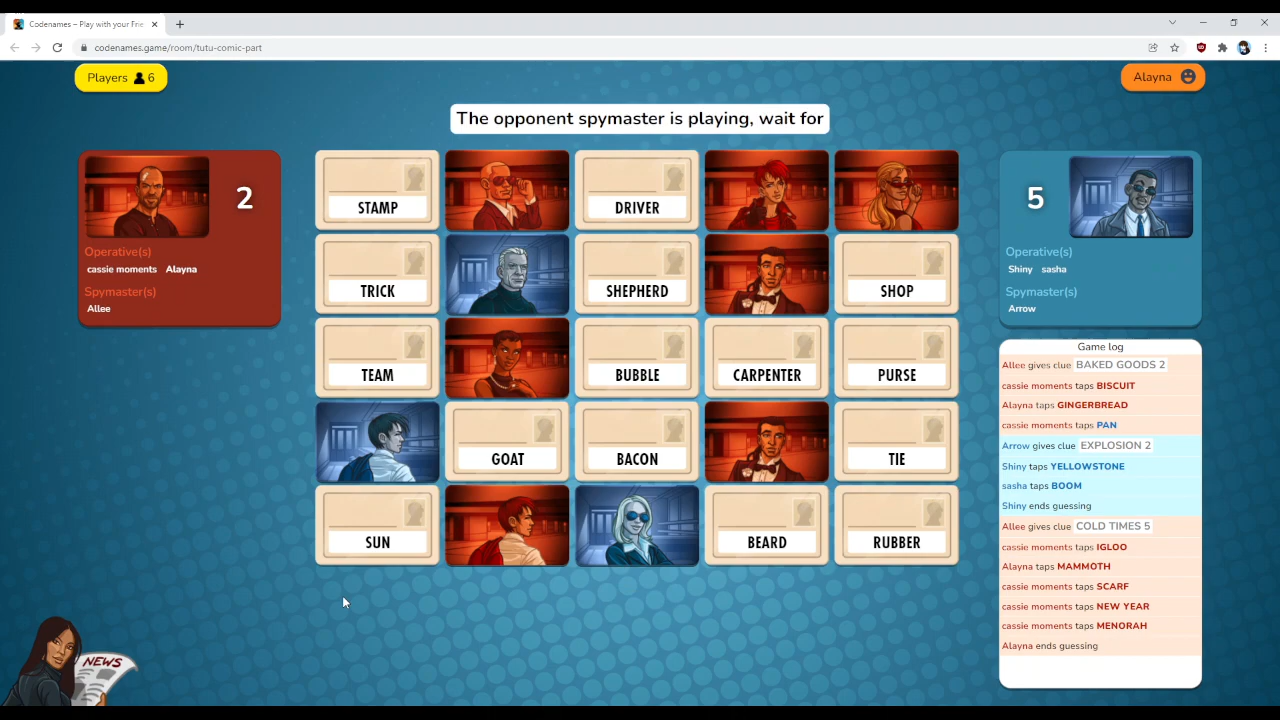 Codenames – Play with your Frie
codenames.game/room/tutu-comic-part
Players 6
Alayna
The opponent spymaster is playing, wait for
2
Operative(s)
cassie moments Alayna
Spymaster(s)
Allee
STAMP
DRIVER
TRICK
SHEPHERD
SHOP
TEAM
BUBBLE
CARPENTER
PURSE
GOAT
BACON
TIE
SUN
BEARD
RUBBER
5
Operative(s)
Shiny sasha
Spymaster(s)
Arrow
Game log
Allee gives clue BAKED GOODS 2
cassie moments taps BISCUIT
Alayna taps GINGERBREAD
cassie moments taps PAN
Arrow gives clue EXPLOSION 2
Shiny taps YELLOWSTONE
sasha taps BOOM
Shiny ends guessing
Allee gives clue COLD TIMES 5
cassie moments taps IGLOO
Alayna taps MAMMOTH
cassie moments taps SCARF
cassie moments taps NEW YEAR
cassie moments taps MENORAH
Alayna ends guessing
NEWS